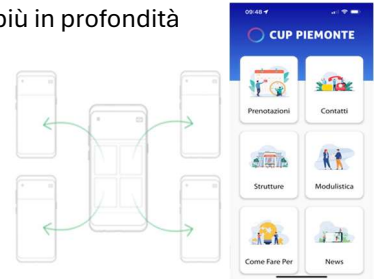 più in profondità
09:48
CUP PIEMONTE
Prenotazioni
Contatti
Strutture
Modulistica
Come Fare Per
News